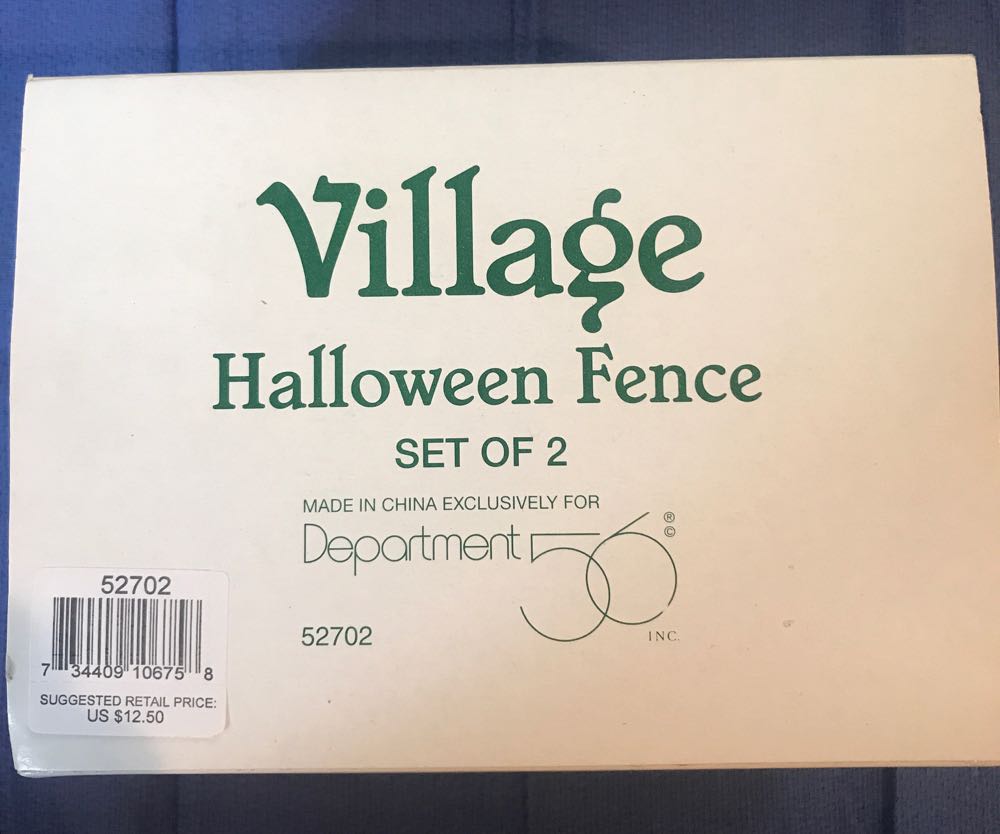 Village
Halloween Fence
SET OF 2
MADE IN CHINA EXCLUSIVELY FOR
Department 56 ® ©
INC.
52702
52702
7 34409 10675 8
SUGGESTED RETAIL PRICE:
US $12.50